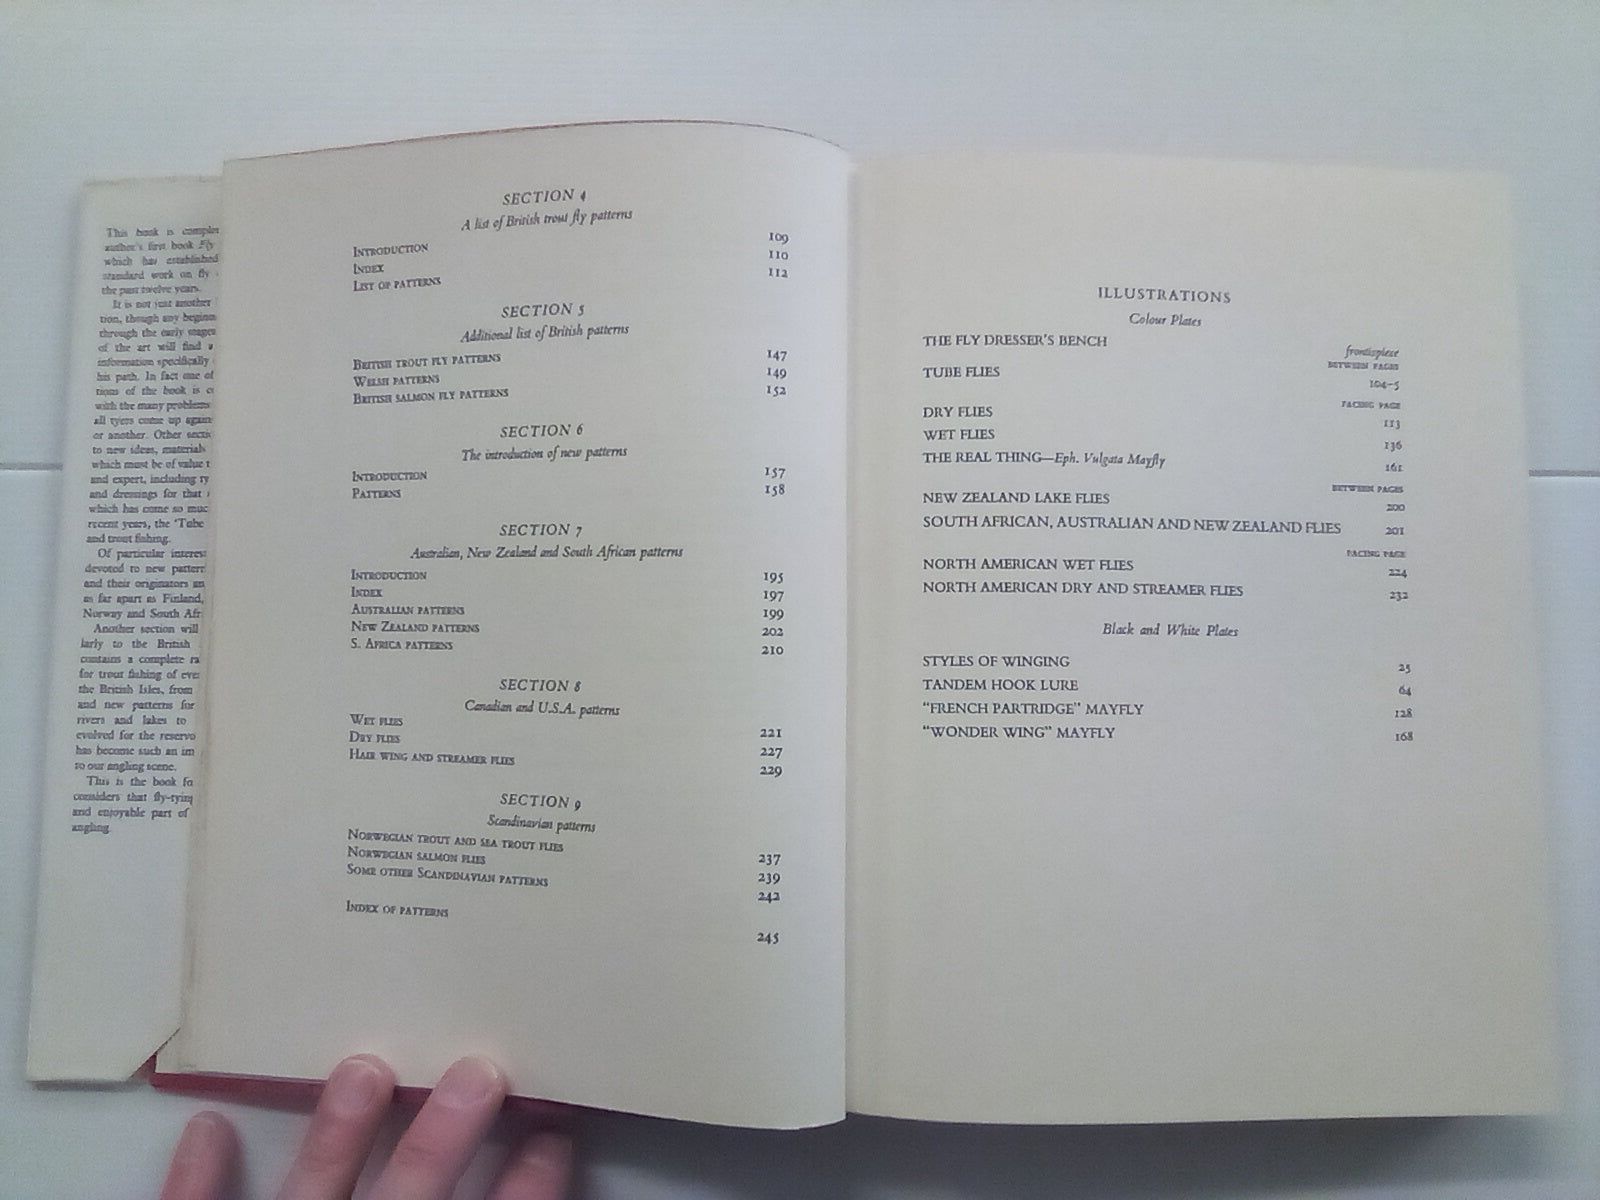 This book is comple
author's first book Fly
which has established
standard work on fly
the past twelve years.
It is not just another
tion, though any beginn
through the early stages
of the art will find a
information specifically
his path. In fact one of
tions of the book is c
with the many problems
all tyers come up again
or another. Other secti
to new ideas, materials
which must be of value t
and expert, including ty
and dressings for that
which has come so muc
recent years, the 'Tube
and trout fishing.
Of particular interest
devoted to new pattern
and their originators an
as far apart as Finland,
Norway and South Afr
Another section will
larly to the British
contains a complete ra
for trout fishing of eve
the British Isles, from
and new patterns for
rivers and lakes to
evolved for the reservo
has become such an im
to our angling scene.
This is the book fo
considers that fly-tying
and enjoyable part of
angling.
SECTION 4
A list of British trout fly patterns
INTRODUCTION 109
INDEX 110
LIST OF PATTERNS 112
SECTION 5
Additional list of British patterns
BRITISH TROUT FLY PATTERNS 147
WELSH PATTERNS 149
BRITISH SALMON FLY PATTERNS 152
SECTION 6
The introduction of new patterns
INTRODUCTION 157
PATTERNS 158
SECTION 7
Australian, New Zealand and South African patterns
INTRODUCTION 195
INDEX 197
AUSTRALIAN PATTERNS 199
NEW ZEALAND PATTERNS 202
S. AFRICA PATTERNS 210
SECTION 8
Canadian and U.S.A. patterns
WET FLIES 221
DRY FLIES 227
HAIR WING AND STREAMER FLIES 229
SECTION 9
Scandinavian patterns
NORWEGIAN TROUT AND SEA TROUT FLIES 237
NORWEGIAN SALMON FLIES 239
SOME OTHER SCANDINAVIAN PATTERNS 242
INDEX OF PATTERNS 245
ILLUSTRATIONS
Colour Plates
THE FLY DRESSER'S BENCH frontispiece
BETWEEN PAGES
TUBE FLIES 104-5
FACING PAGE
DRY FLIES 113
WET FLIES 136
THE REAL THING—Eph. Vulgata Mayfly 161
BETWEEN PAGES
NEW ZEALAND LAKE FLIES 200
SOUTH AFRICAN, AUSTRALIAN AND NEW ZEALAND FLIES 201
FACING PAGE
NORTH AMERICAN WET FLIES 224
NORTH AMERICAN DRY AND STREAMER FLIES 232
Black and White Plates
STYLES OF WINGING 25
TANDEM HOOK LURE 64
"FRENCH PARTRIDGE" MAYFLY 128
"WONDER WING" MAYFLY 168